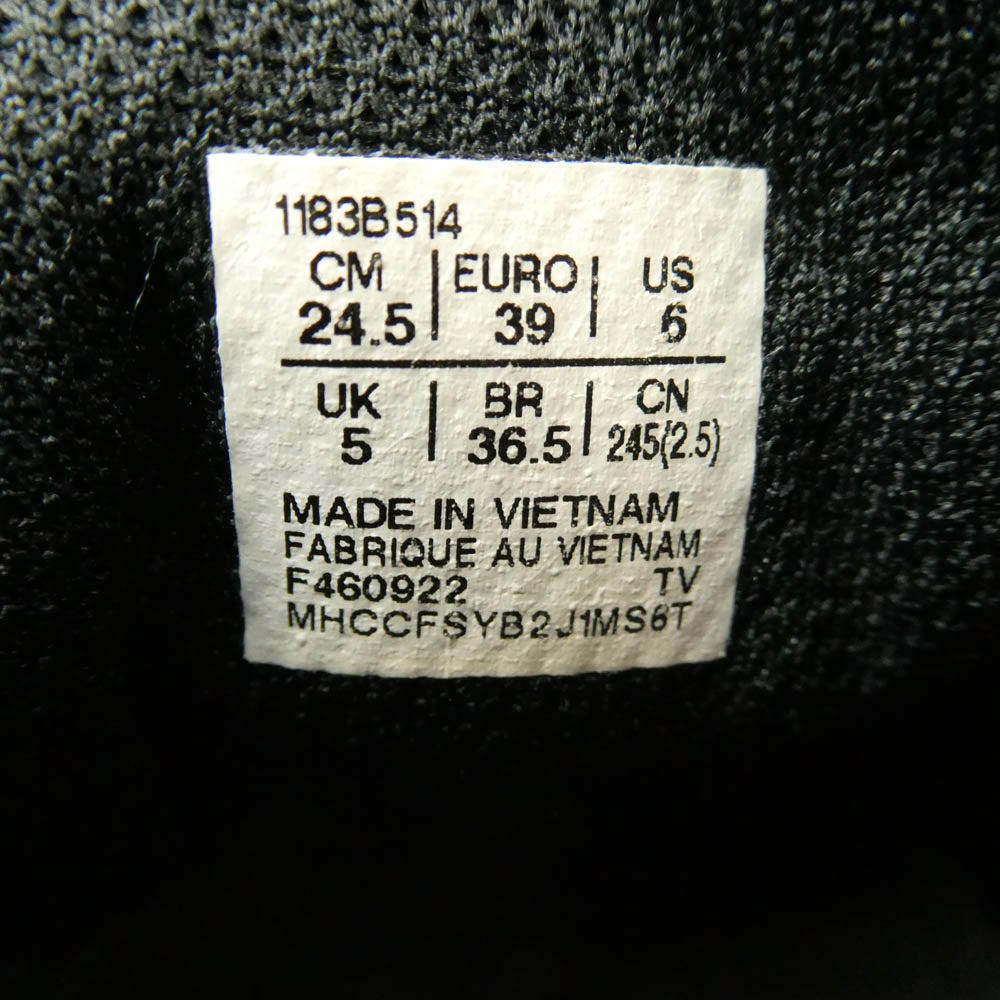 1183B514
CM | EURO | US
24.5 | 39 | 6
UK | BR | CN
5 | 36.5 | 245(2.5)
MADE IN VIETNAM
FABRIQUE AU VIETNAM
F460922 TV
MHCCFSYB2J1MS6T